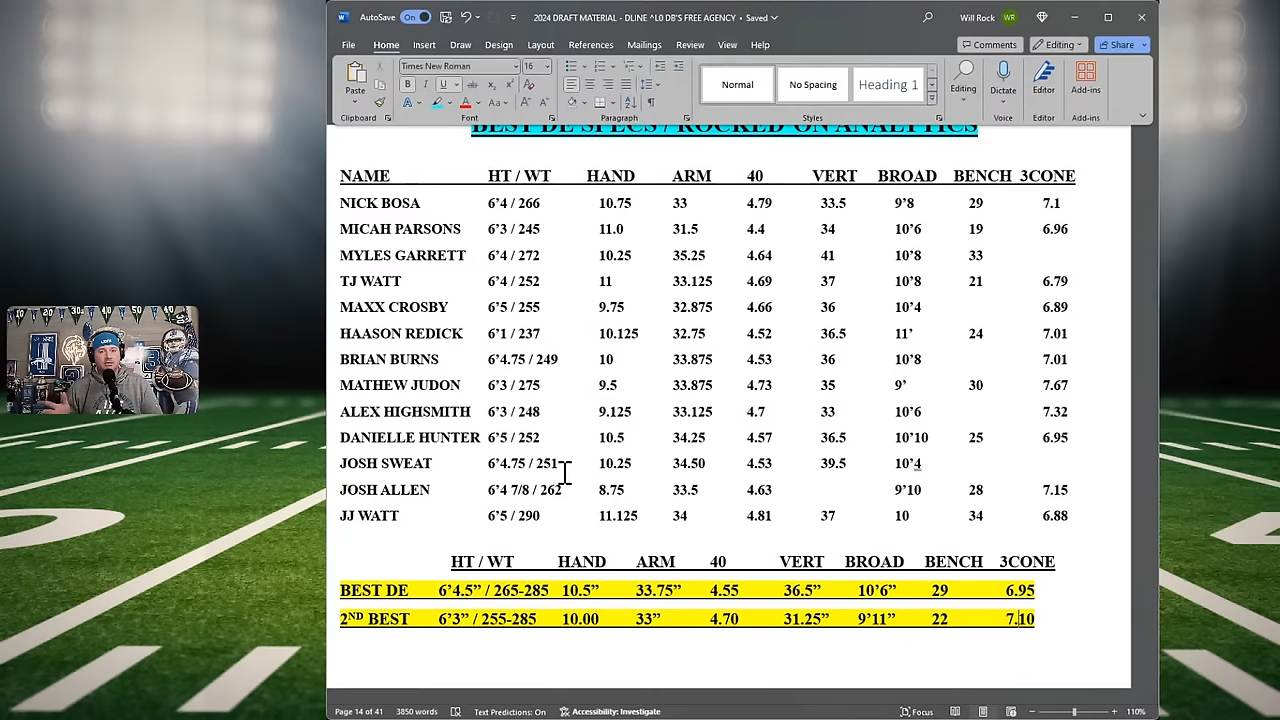 AutoSave On 2024 DRAFT MATERIAL - DLINE ^L0 DB'S FREE AGENCY • Saved Will Rock WR
File Home Insert Draw Design Layout References Mailings Review View Help Comments Editing Share
Times New Roman 16
Paste B I U Aa Normal No Spacing Heading 1 Editing Dictate Editor Add-ins
Clipboard Font Paragraph Styles Voice Editor Add-ins
BEST DE SPECS / ROCKED ON ANALYTICS
NAME HT / WT HAND ARM 40 VERT BROAD BENCH 3CONE
NICK BOSA 6’4 / 266 10.75 33 4.79 33.5 9’8 29 7.1
MICAH PARSONS 6’3 / 245 11.0 31.5 4.4 34 10’6 19 6.96
MYLES GARRETT 6’4 / 272 10.25 35.25 4.64 41 10’8 33
TJ WATT 6’4 / 252 11 33.125 4.69 37 10’8 21 6.79
MAXX CROSBY 6’5 / 255 9.75 32.875 4.66 36 10’4 6.89
HAASON REDICK 6’1 / 237 10.125 32.75 4.52 36.5 11’ 24 7.01
BRIAN BURNS 6’4.75 / 249 10 33.875 4.53 36 10’8 7.01
MATHEW JUDON 6’3 / 275 9.5 33.875 4.73 35 9’ 30 7.67
ALEX HIGHSMITH 6’3 / 248 9.125 33.125 4.7 33 10’6 7.32
DANIELLE HUNTER 6’5 / 252 10.5 34.25 4.57 36.5 10’10 25 6.95
JOSH SWEAT 6’4.75 / 251 10.25 34.50 4.53 39.5 10’4
JOSH ALLEN 6’4 7/8 / 262 8.75 33.5 4.63 9’10 28 7.15
JJ WATT 6’5 / 290 11.125 34 4.81 37 10 34 6.88
HT / WT HAND ARM 40 VERT BROAD BENCH 3CONE
BEST DE 6’4.5” / 265-285 10.5” 33.75” 4.55 36.5” 10’6” 29 6.95
2ND BEST 6’3” / 255-285 10.00 33” 4.70 31.25” 9’11” 22 7.10
Page 14 of 41 3850 words Text Predictions: On Accessibility: Investigate Focus 110%